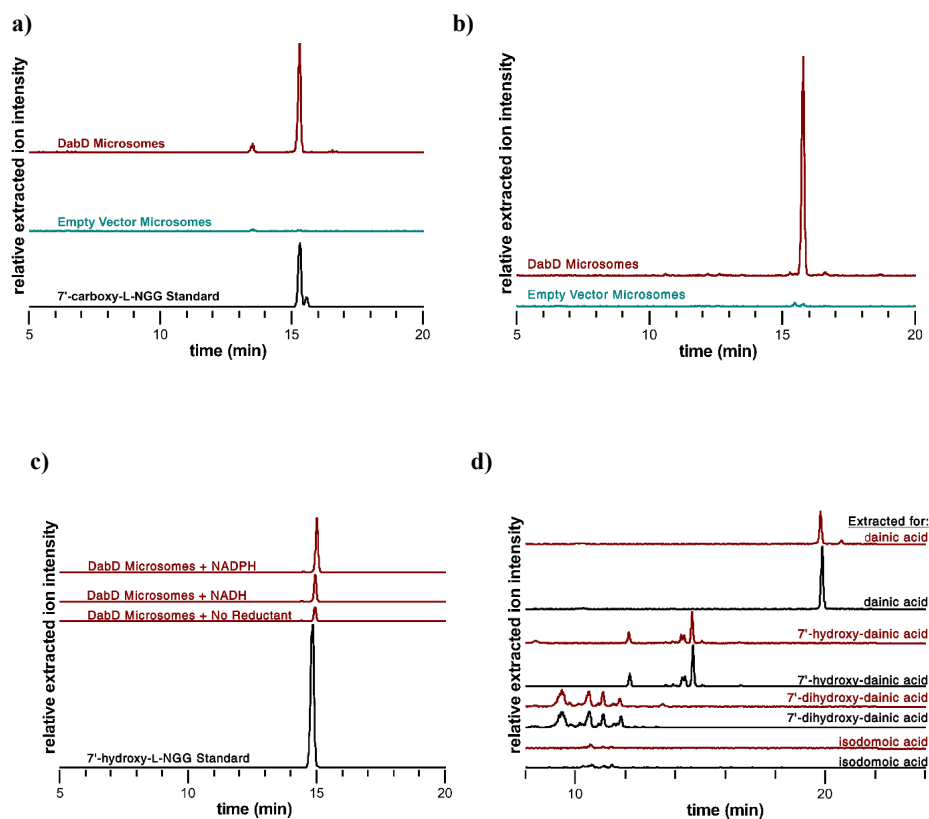 a)
relative extracted ion intensity
DabD Microsomes
Empty Vector Microsomes
7'-carboxy-L-NGG Standard
5 10 15 20
time (min)
b)
relative extracted ion intensity
DabD Microsomes
Empty Vector Microsomes
5 10 15 20
time (min)
c)
relative extracted ion intensity
DabD Microsomes + NADPH
DabD Microsomes + NADH
DabD Microsomes + No Reductant
7'-hydroxy-L-NGG Standard
5 10 15 20
time (min)
d)
relative extracted ion intensity
Extracted for:
dainic acid
dainic acid
7'-hydroxy-dainic acid
7'-hydroxy-dainic acid
7'-dihydroxy-dainic acid
7'-dihydroxy-dainic acid
isodomoic acid
isodomoic acid
10 20
time (min)